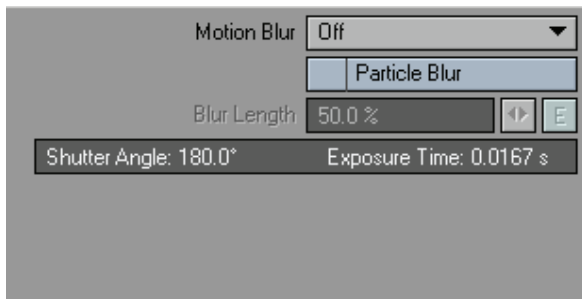 Motion Blur Off
Particle Blur
Blur Length 50.0 % E
Shutter Angle: 180.0° Exposure Time: 0.0167 s